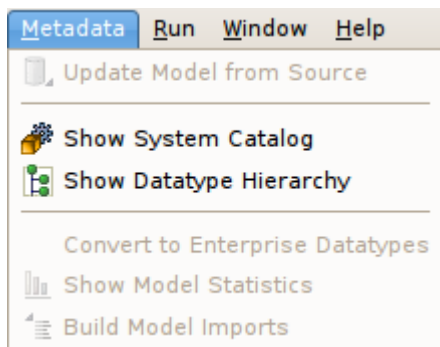 Metadata Run Window Help
Update Model from Source
Show System Catalog
Show Datatype Hierarchy
Convert to Enterprise Datatypes
Show Model Statistics
Build Model Imports